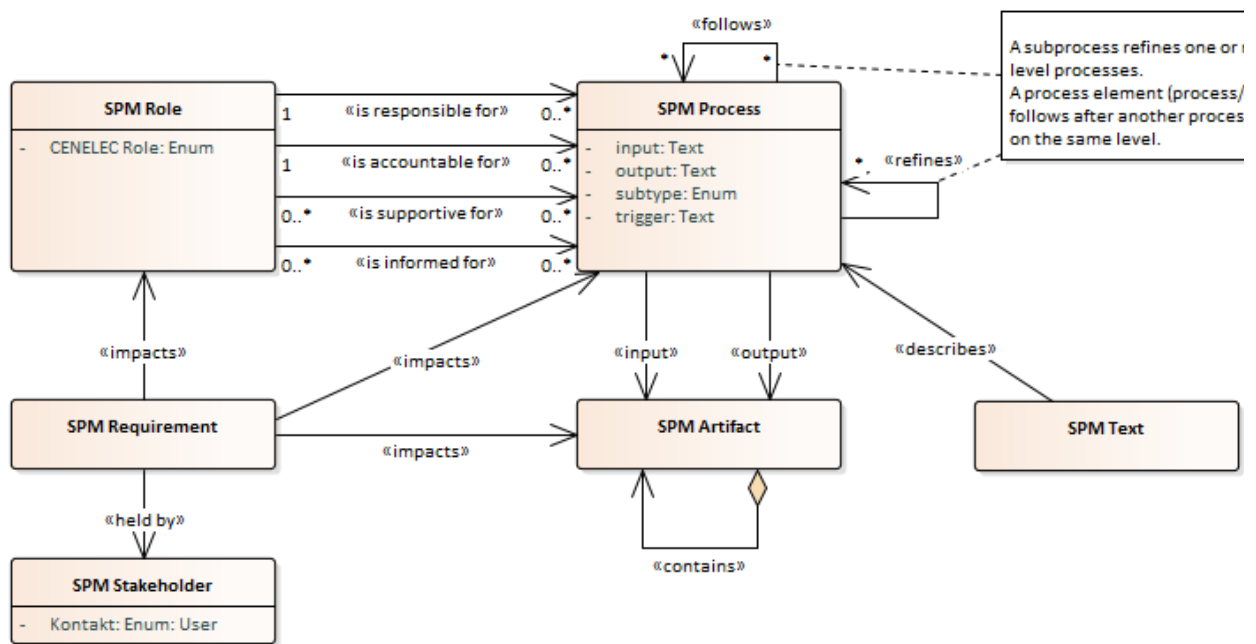 «follows»
*
*
A subprocess refines one or
level processes.
A process element (process/
follows after another proces
on the same level.
SPM Role
- CENELEC Role: Enum
1 «is responsible for» 0..*
1 «is accountable for» 0..*
0..* «is supportive for» 0..*
0..* «is informed for» 0..*
SPM Process
- input: Text
- output: Text
- subtype: Enum
- trigger: Text
* «refines»
«impacts»
«impacts»
«input»
«output»
«describes»
SPM Requirement
«impacts»
SPM Artifact
SPM Text
«held by»
«contains»
SPM Stakeholder
- Kontakt: Enum: User